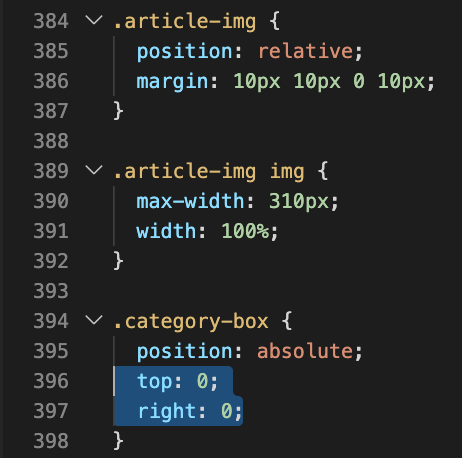 384 .article-img {
385 position: relative;
386 margin: 10px 10px 0 10px;
387 }
388
389 .article-img img {
390 max-width: 310px;
391 width: 100%;
392 }
393
394 .category-box {
395 position: absolute;
396 top: 0;
397 right: 0;
398 }